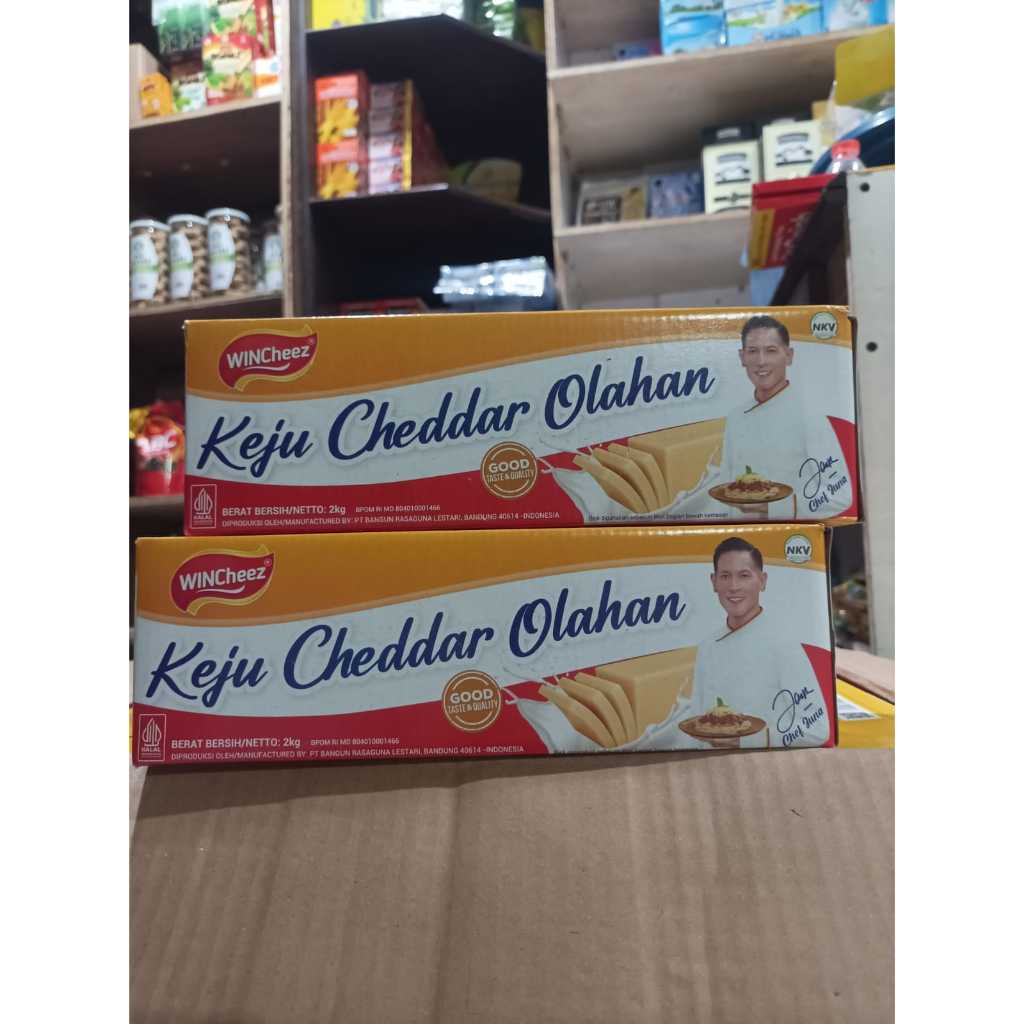 WINCheez
NKV
Keju Cheddar Olahan
GOOD
TASTE & QUALITY
HALAL
BERAT BERSIH/NETTO: 2kg BPOM RI MD 804010001466
DIPRODUKSI OLEH/MANUFACTURED BY: PT BANGUN RASAGUNA LESTARI, BANDUNG 40614 -INDONESIA
Chef Juna
WINCheez
NKV
Keju Cheddar Olahan
GOOD
TASTE & QUALITY
HALAL
BERAT BERSIH/NETTO: 2kg BPOM RI MD 804010001466
DIPRODUKSI OLEH/MANUFACTURED BY: PT BANGUN RASAGUNA LESTARI, BANDUNG 40614 -INDONESIA
Chef Juna
ABC